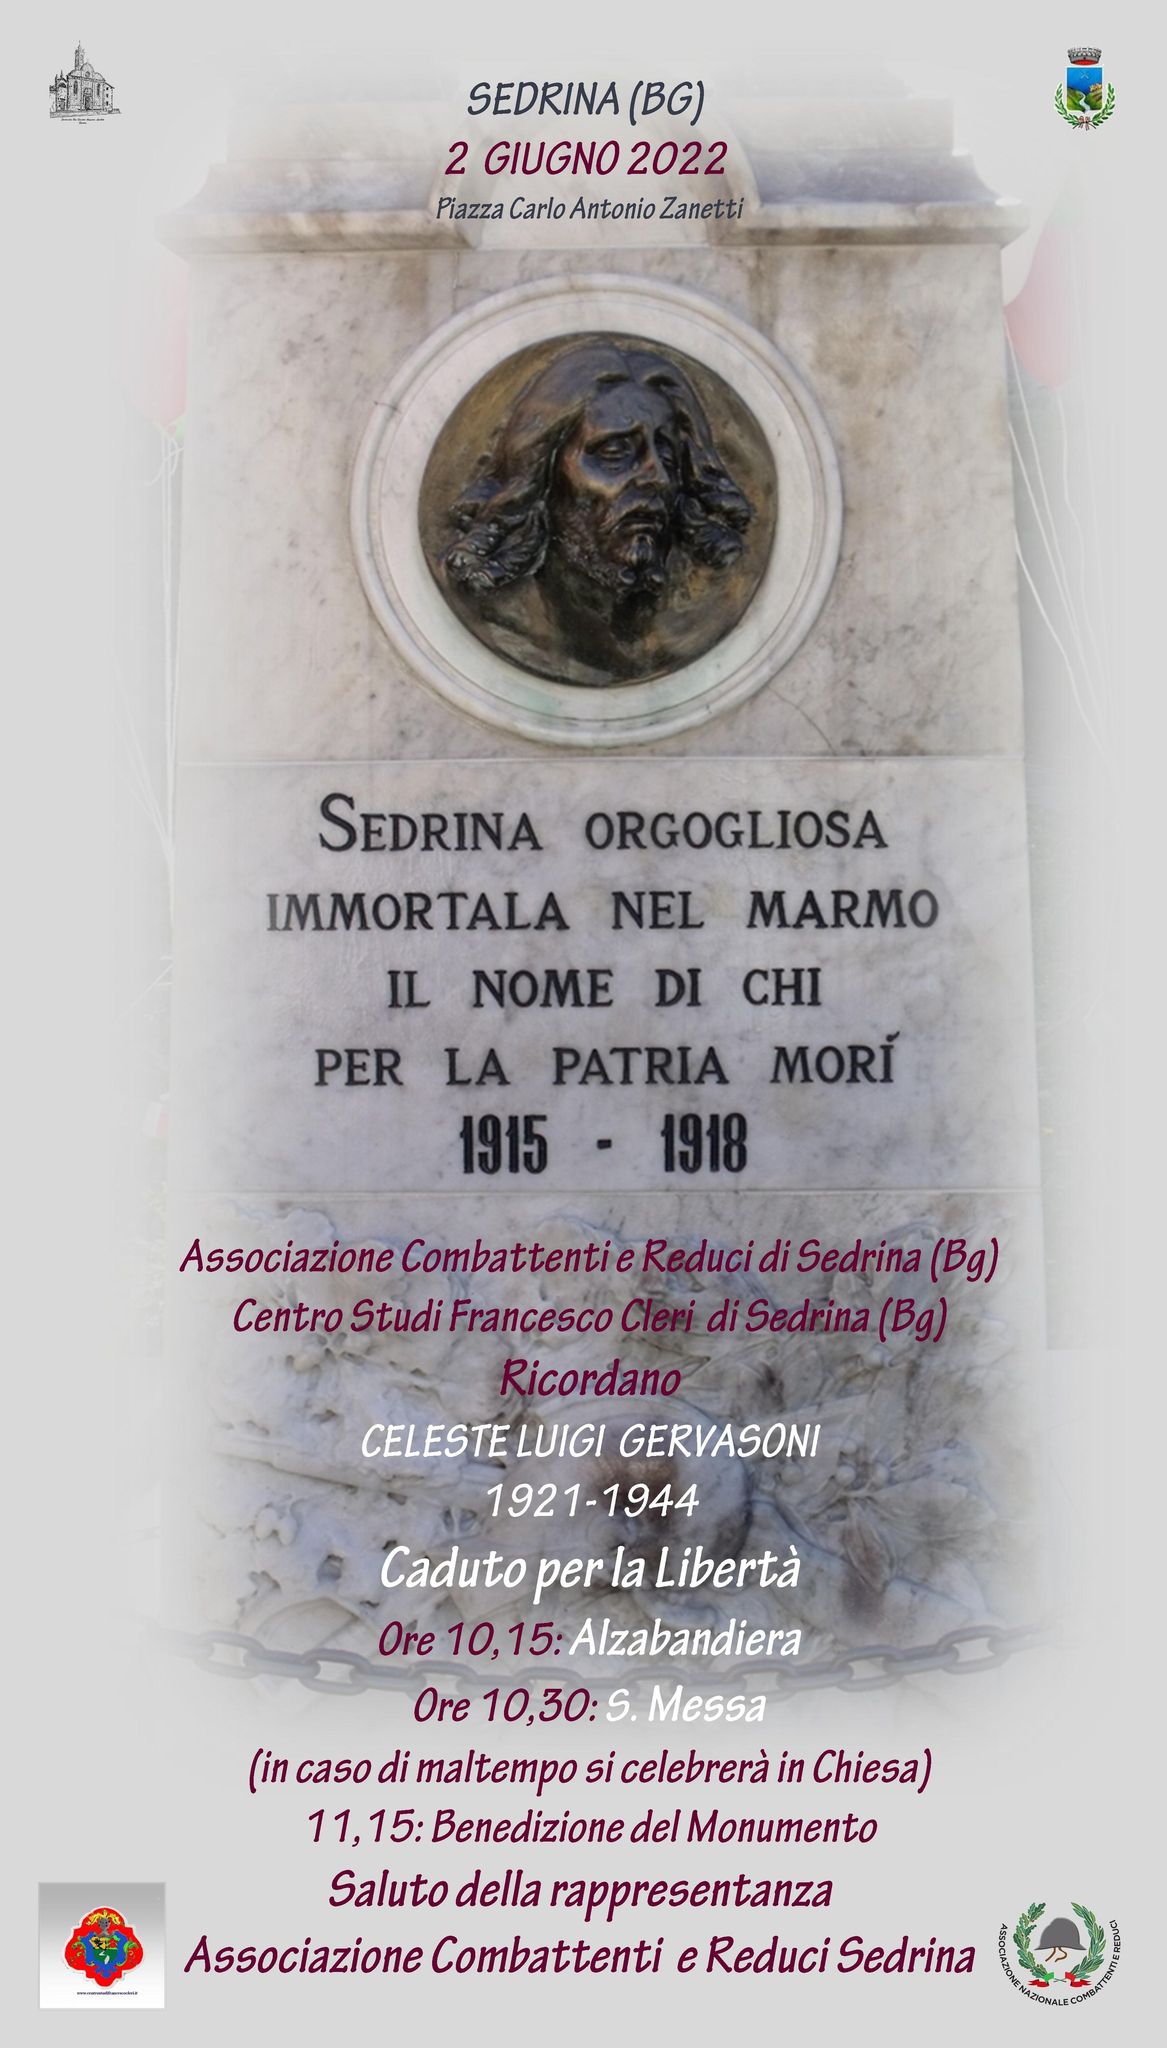 SEDRINA (BG)
2 GIUGNO 2022
Piazza Carlo Antonio Zanetti
SEDRINA ORGOGLIOSA
IMMORTALA NEL MARMO
IL NOME DI CHI
PER LA PATRIA MORÍ
1915 - 1918
Associazione Combattenti e Reduci di Sedrina (Bg)
Centro Studi Francesco Cleri di Sedrina (Bg)
Ricordano
CELESTE LUIGI GERVASONI
1921-1944
Caduto per la Libertà
Ore 10,15: Alzabandiera
Ore 10,30: S. Messa
(in caso di maltempo si celebrerà in Chiesa)
11,15: Benedizione del Monumento
Saluto della rappresentanza
Associazione Combattenti e Reduci Sedrina
www.centrostudifrancescocleri.it
ASSOCIAZIONE NAZIONALE COMBATTENTI E REDUCI